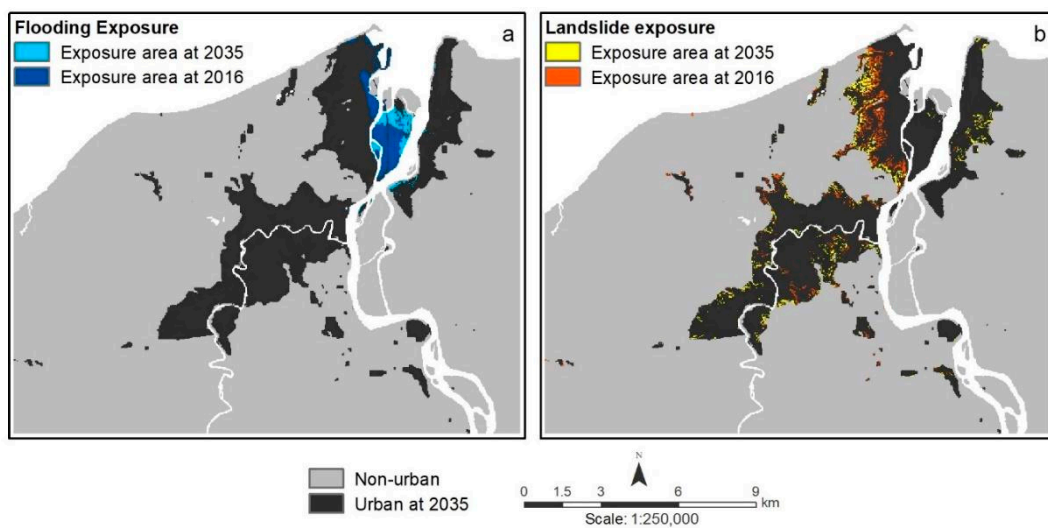 Flooding Exposure
a
Exposure area at 2035
Exposure area at 2016
Landslide exposure
b
Exposure area at 2035
Exposure area at 2016
Non-urban
Urban at 2035
N
0 1.5 3 6 9
km
Scale: 1:250,000